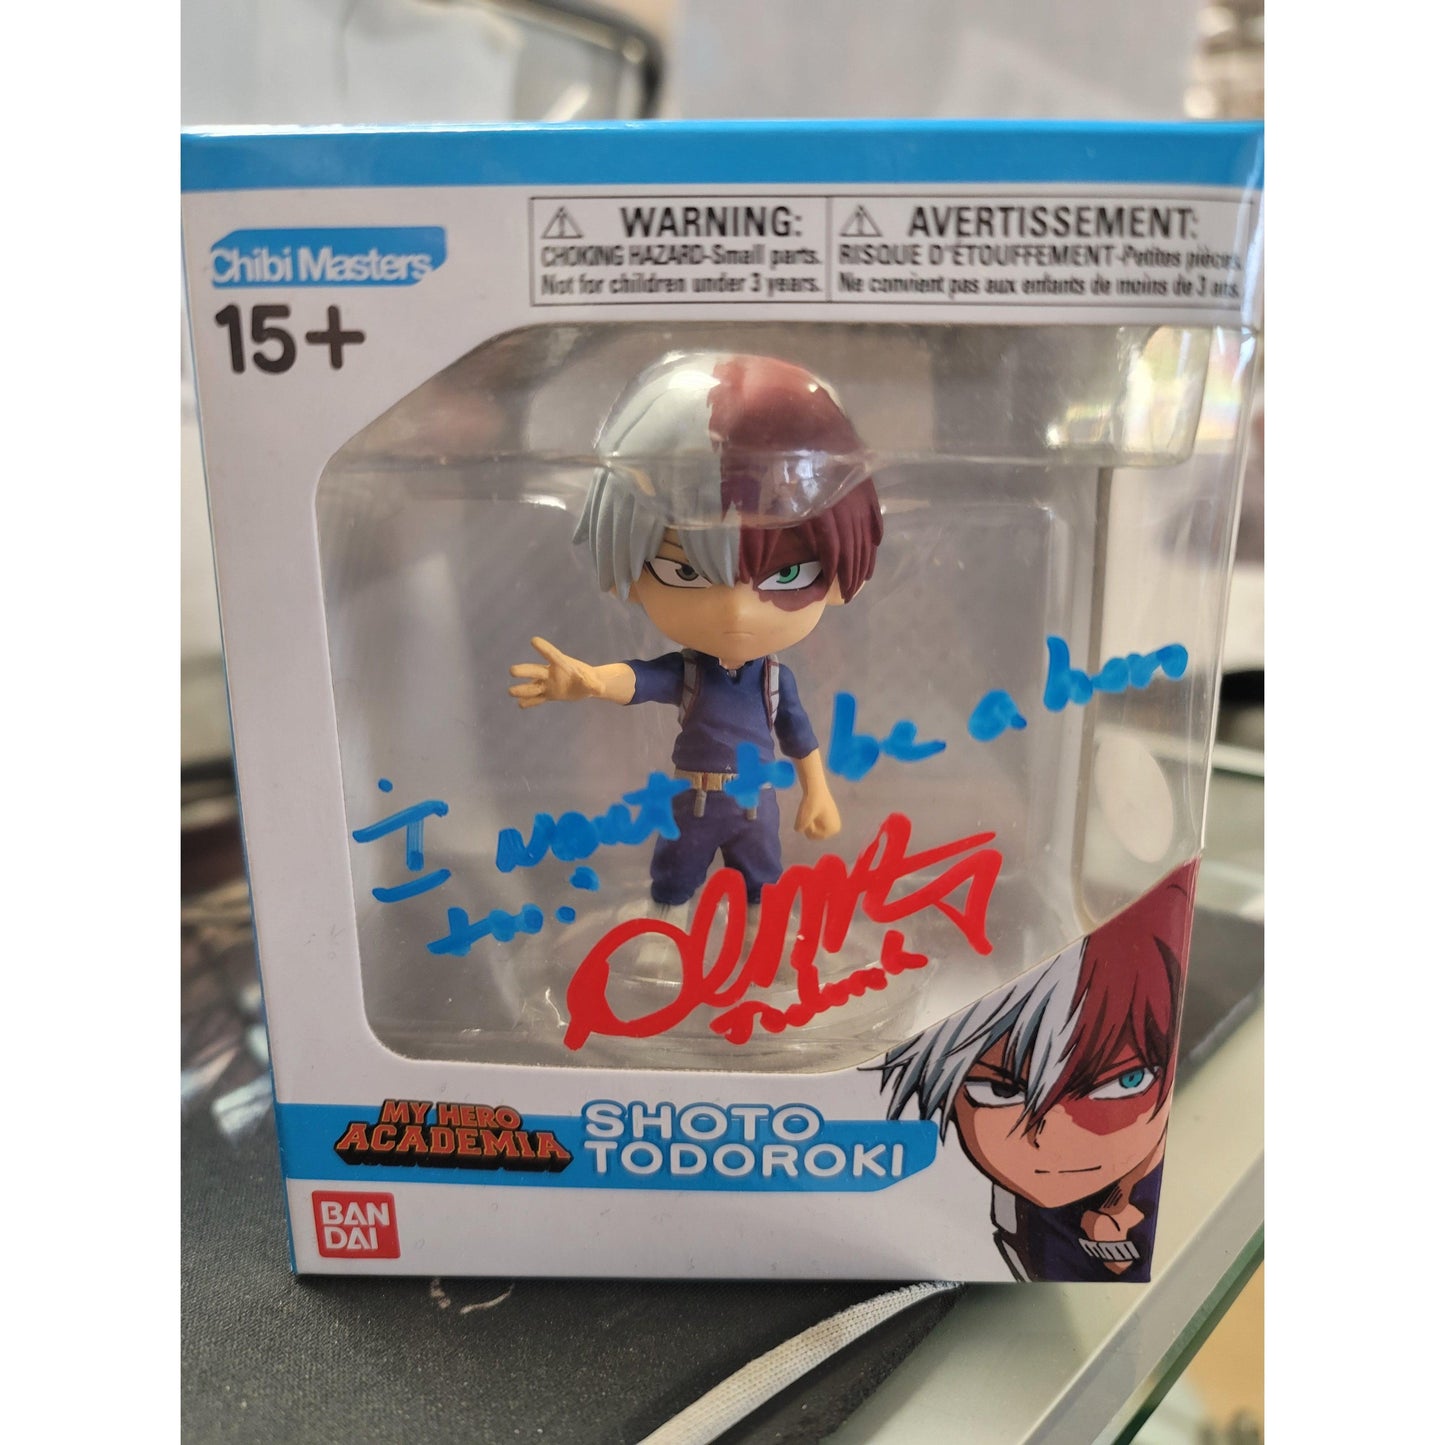 Chibi Masters
15+
WARNING:
CHOKING HAZARD-Small parts.
Not for children under 3 years.
AVERTISSEMENT:
RISQUE D'ÉTOUFFEMENT-Petites pièces
Ne convient pas aux enfants de moins de 3 ans.
I want to be a hero
too!
Todoroki
MY HERO
ACADEMIA
SHOTO
TODOROKI
BAN
DAI